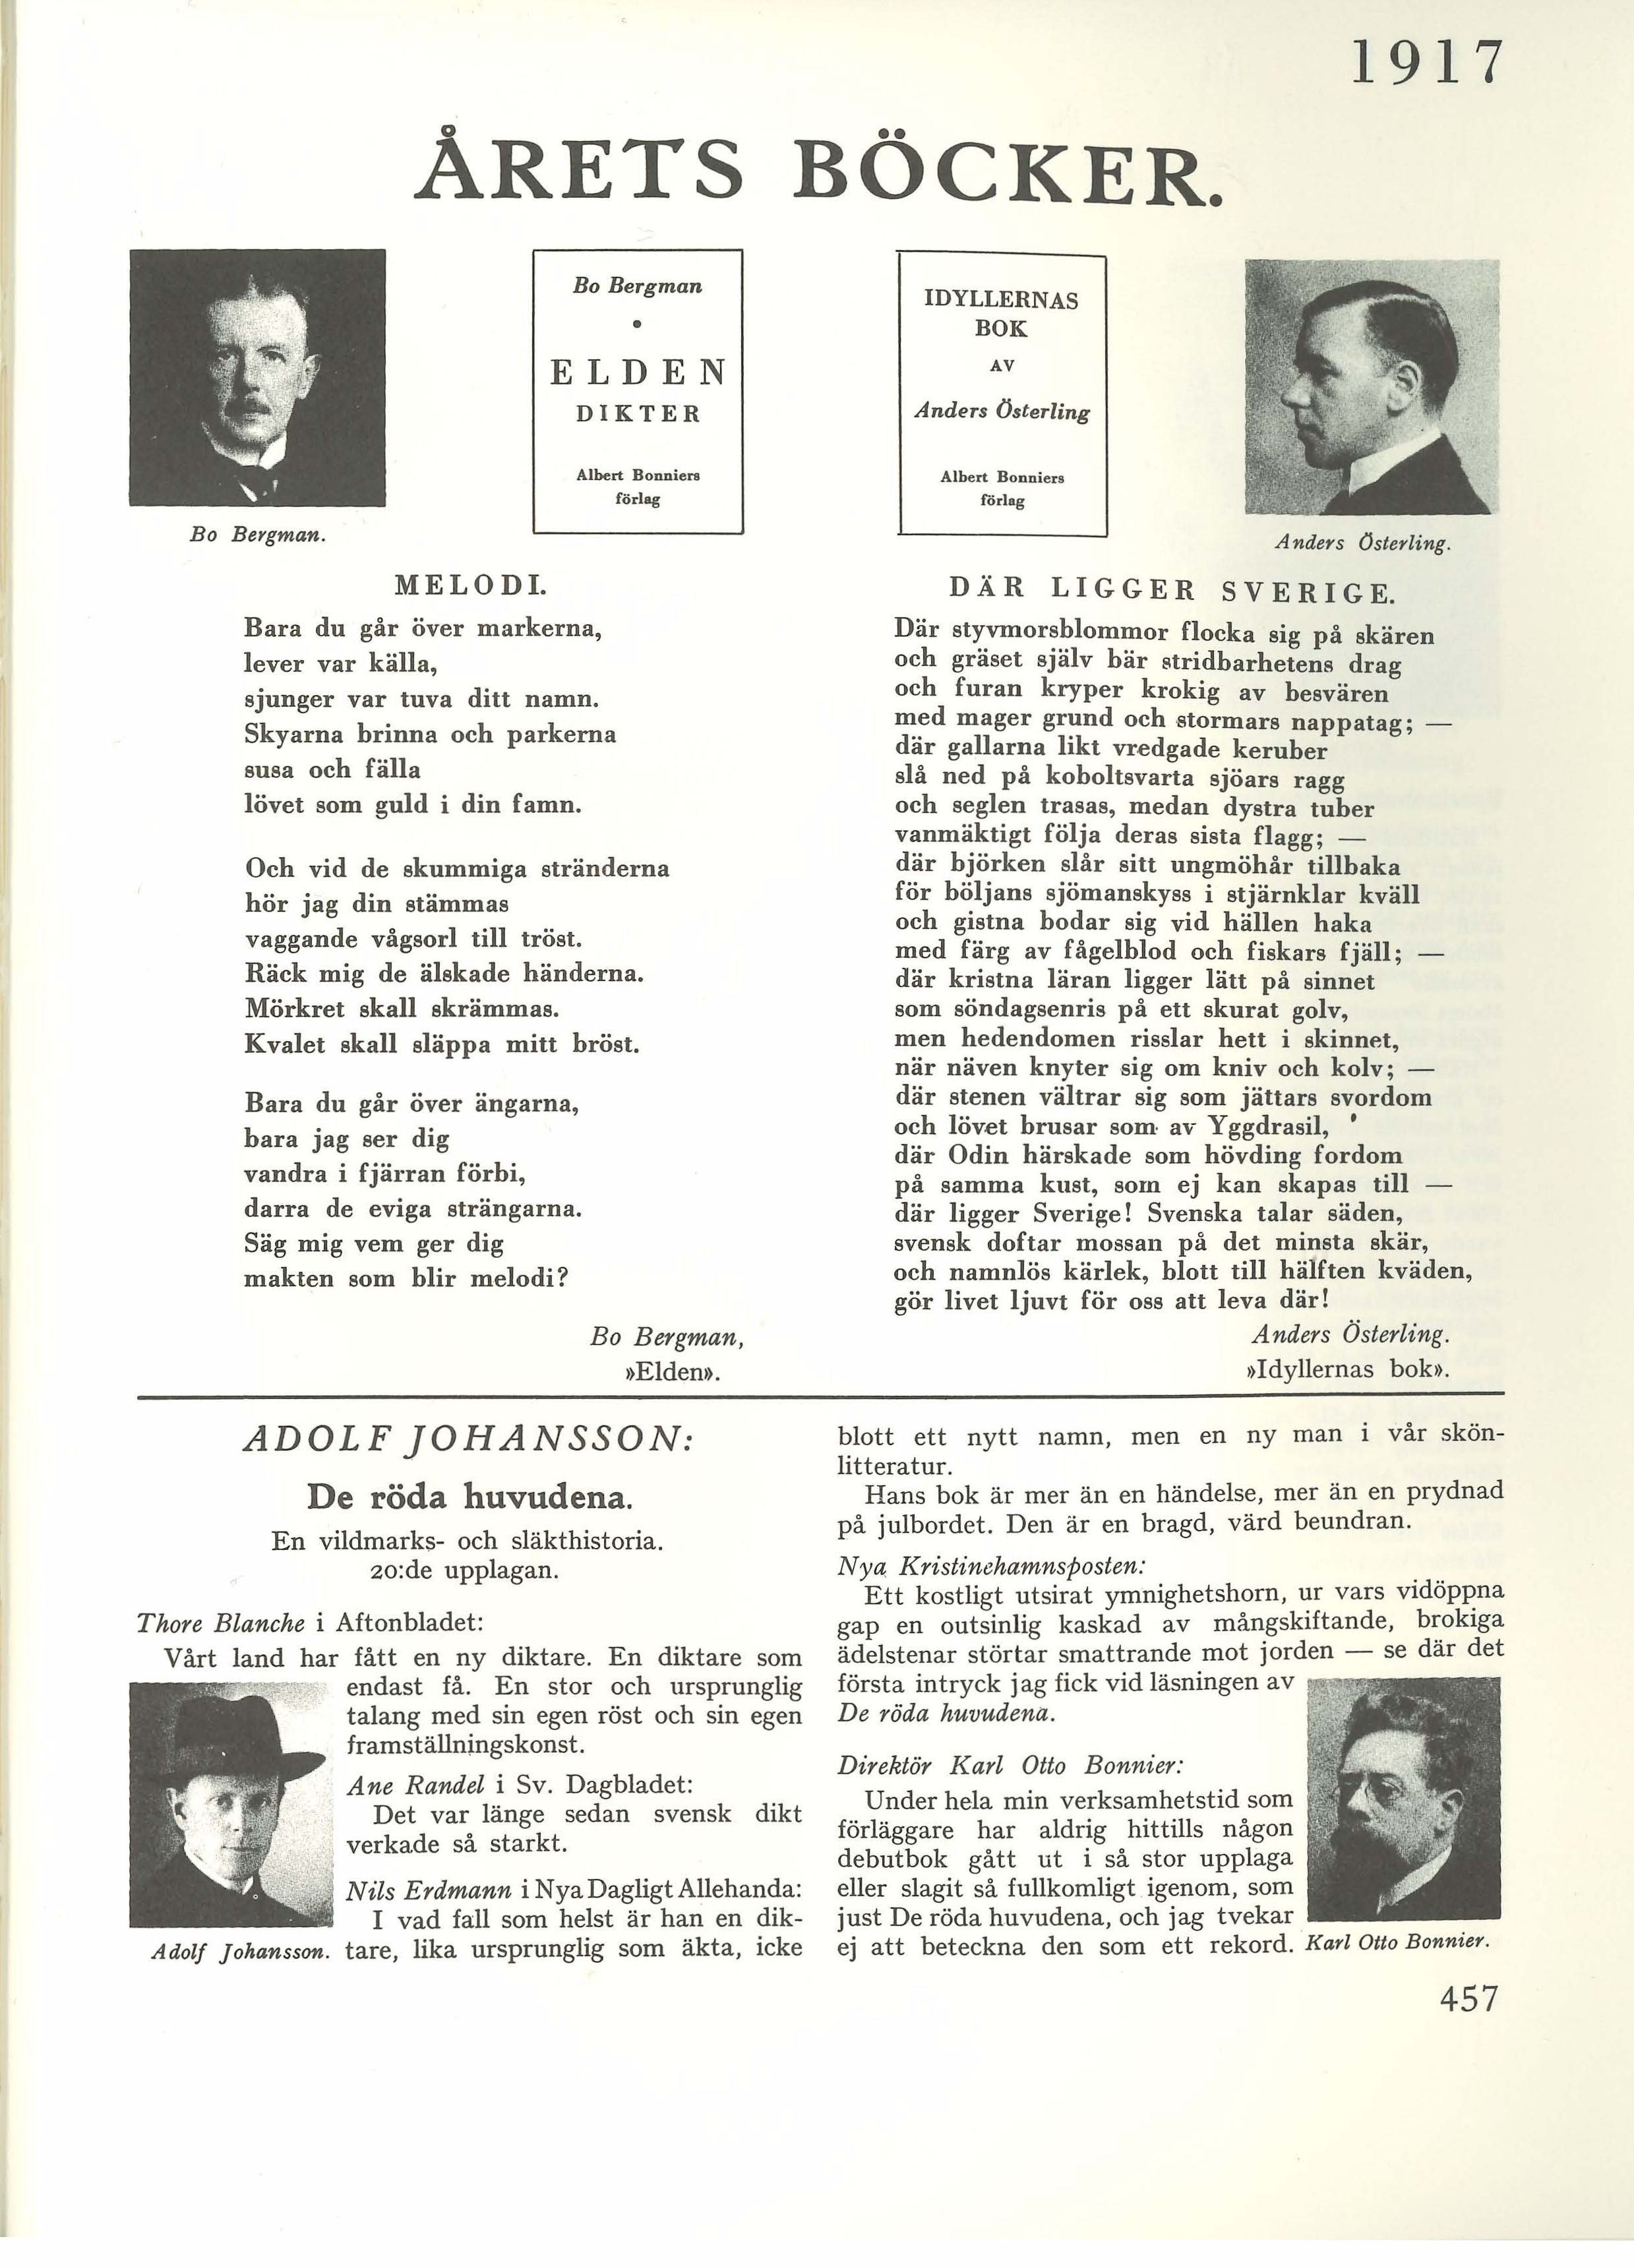 1917
ÅRETS BÖCKER.
Bo Bergman
•
ELDEN
DIKTER
Albert Bonniers
förlag
Bo Bergman.
IDYLLERNAS
BOK
AV
Anders Österling
Albert Bonniers
förlag
Anders Österling.
MELODI.
Bara du går över markerna,
lever var källa,
sjunger var tuva ditt namn.
Skyarna brinna och parkerna
susa och fälla
lövet som guld i din famn.
Och vid de skummiga stränderna
hör jag din stämmas
vaggande vågsorl till tröst.
Räck mig de älskade händerna.
Mörkret skall skrämmas.
Kvalet skall släppa mitt bröst.
Bara du går över ängarna,
bara jag ser dig
vandra i fjärran förbi,
darra de eviga strängarna.
Säg mig vem ger dig
makten som blir melodi?
Bo Bergman,
»Elden».
DÄR LIGGER SVERIGE.
Där styvmorsblommor flocka sig på skären
och gräset själv bär stridbarhetens drag
och furan kryper krokig av besvären
med mager grund och stormars nappatag; —
där gallarna likt vredgade keruber
slå ned på koboltsvarta sjöars ragg
och seglen trasas, medan dystra tuber
vanmäktigt följa deras sista flagg; —
där björken slår sitt ungmöhår tillbaka
för böljans sjömanskyss i stjärnklar kväll
och gistna bodar sig vid hällen haka
med färg av fågelblod och fiskars fjäll; —
där kristna läran ligger lätt på sinnet
som söndagsenris på ett skurat golv,
men hedendomen risslar hett i skinnet,
när näven knyter sig om kniv och kolv; —
där stenen vältrar sig som jättars svordom
och lövet brusar som av Yggdrasil,
där Odin härskade som hövding fordom
på samma kust, som ej kan skapas till —
där ligger Sverige! Svenska talar säden,
svensk doftar mossan på det minsta skär,
och namnlös kärlek, blott till hälften kväden,
gör livet ljuvt för oss att leva där!
Anders Österling.
»Idyllernas bok».
ADOLF JOHANSSON:
De röda huvudena.
En vildmarks- och släkthistoria.
20:de upplagan.
Thore Blanche i Aftonbladet:
Vårt land har fått en ny diktare. En diktare som
endast få. En stor och ursprunglig
talang med sin egen röst och sin egen
framställningskonst.
Ane Randel i Sv. Dagbladet:
Det var länge sedan svensk dikt
verkade så starkt.
Nils Erdmann i Nya Dagligt Allehanda:
I vad fall som helst är han en dik-
Adolf Johansson.
tare, lika ursprunglig som äkta, icke
blott ett nytt namn, men en ny man i vår skön-
litteratur.
Hans bok är mer än en händelse, mer än en prydnad
på julbordet. Den är en bragd, värd beundran.
Nya Kristinehamnsposten:
Ett kostligt utsirat ymnighetshorn, ur vars vidöppna
gap en outsinlig kaskad av mångskiftande, brokiga
ädelstenar störtar smattrande mot jorden — se där det
första intryck jag fick vid läsningen av
De röda huvudena.
Direktör Karl Otto Bonnier:
Under hela min verksamhetstid som
förläggare har aldrig hittills någon
debutbok gått ut i så stor upplaga
eller slagit så fullkomligt igenom, som
just De röda huvudena, och jag tvekar
ej att beteckna den som ett rekord.
Karl Otto Bonnier.
457